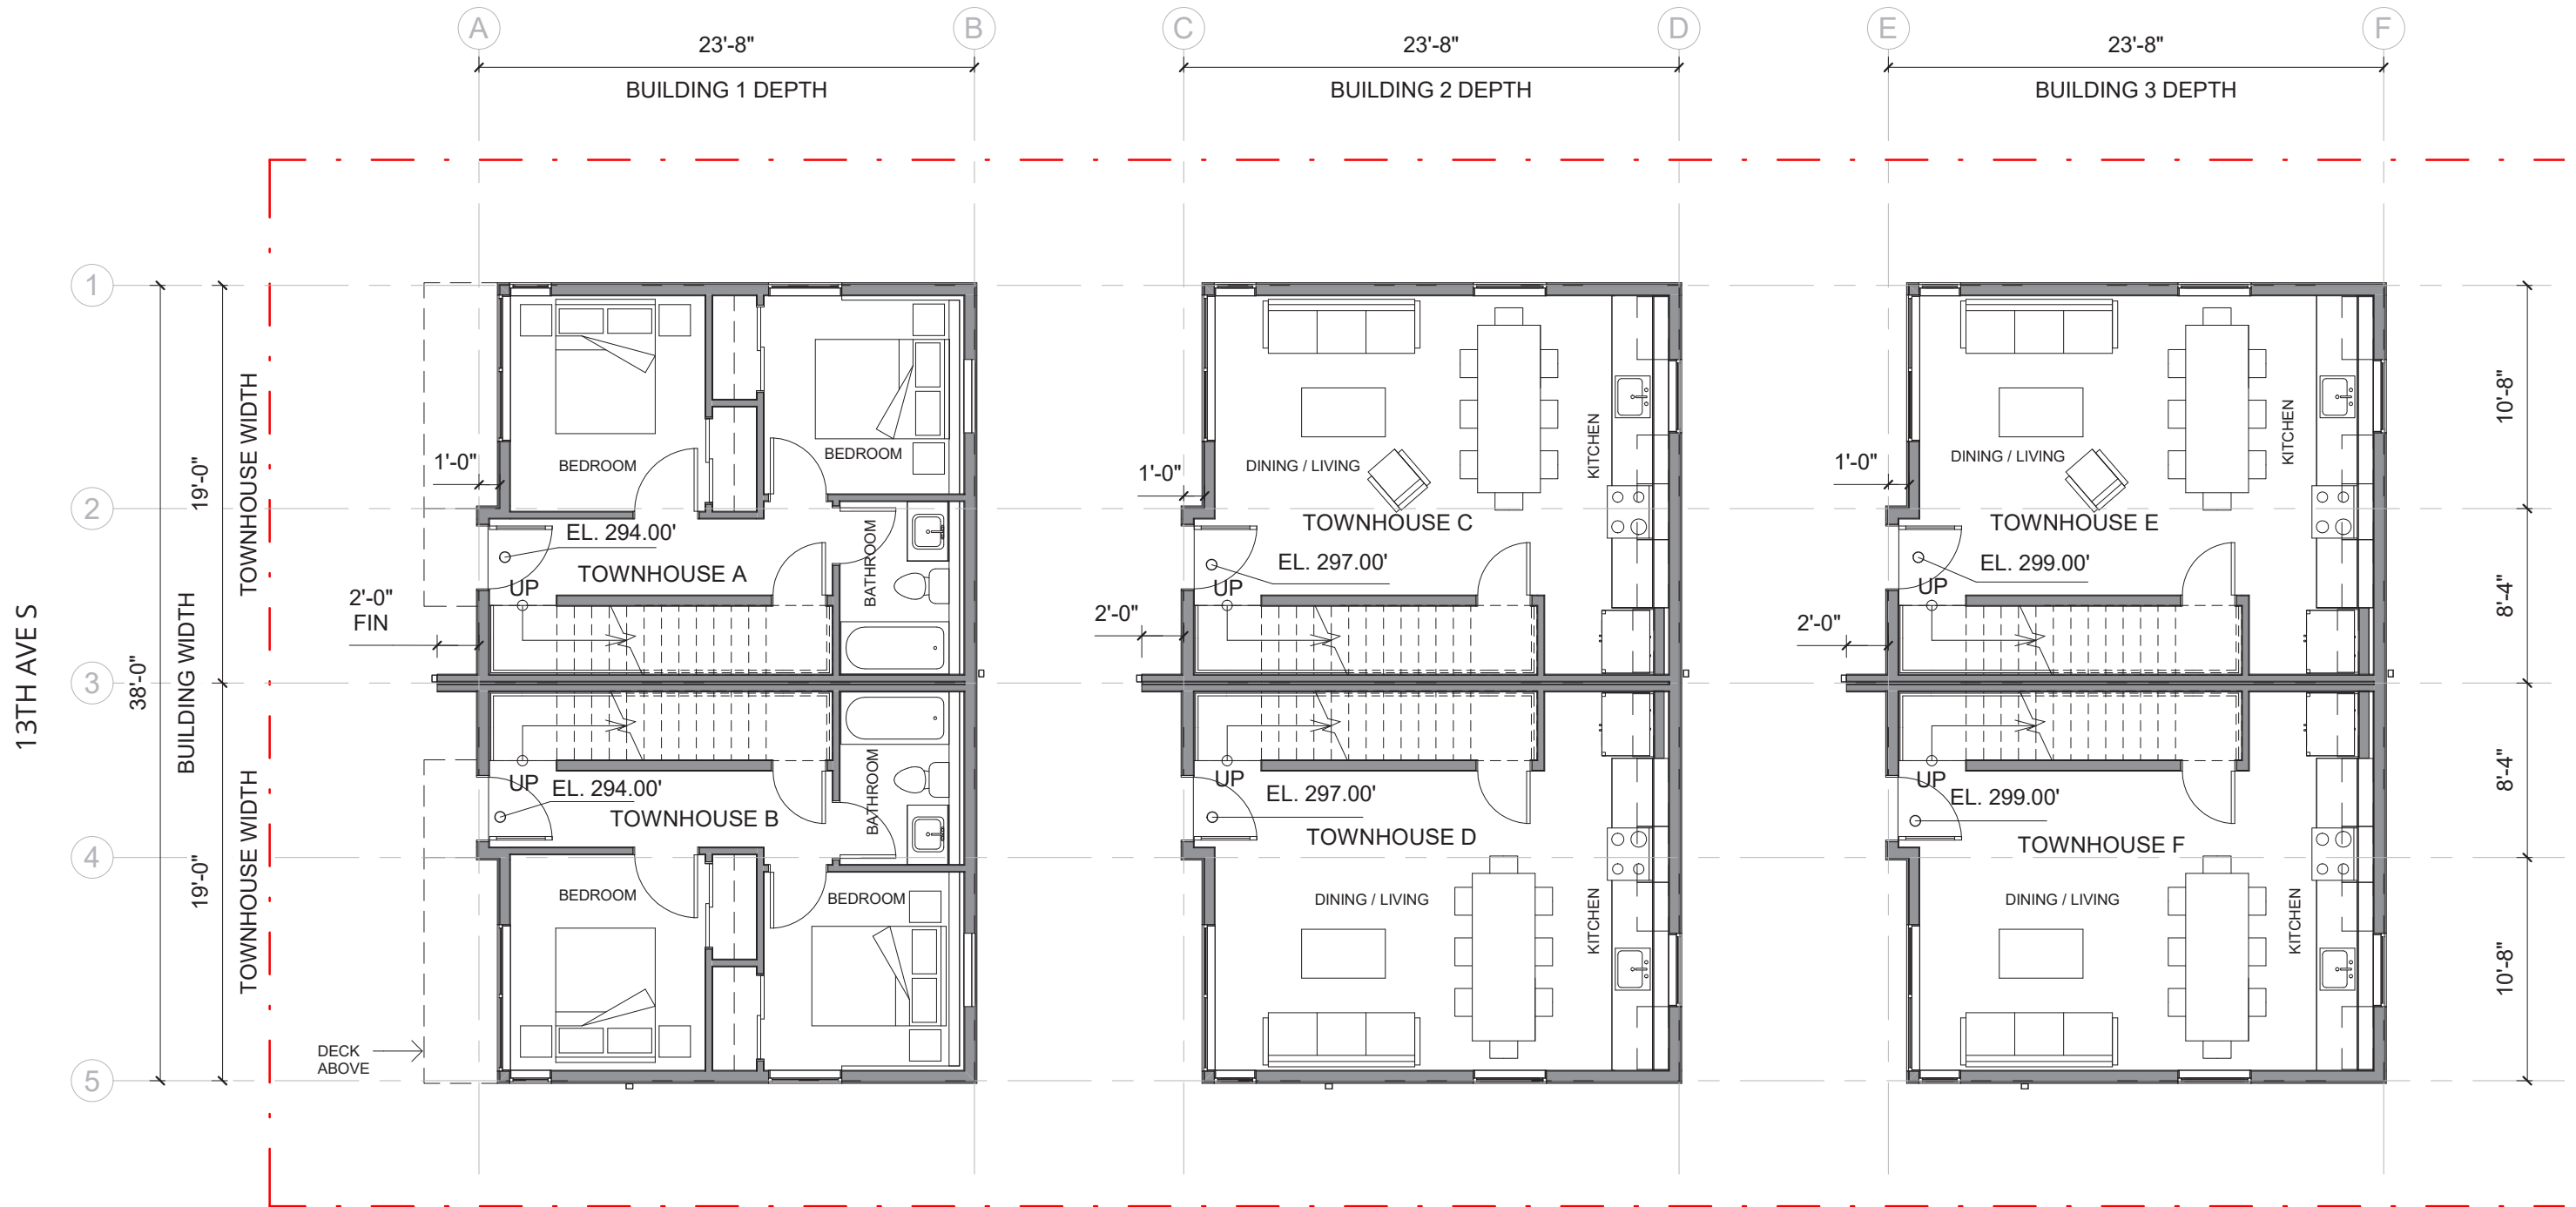 A
B
C
D
E
F
23'-8"
23'-8"
23'-8"
BUILDING 1 DEPTH
BUILDING 2 DEPTH
BUILDING 3 DEPTH
13TH AVE S
1
2
3
4
5
38'-0"
BUILDING WIDTH
19'-0"
19'-0"
TOWNHOUSE WIDTH
TOWNHOUSE WIDTH
1'-0"
2'-0"
FIN
DECK
ABOVE
BEDROOM
BEDROOM
EL. 294.00'
TOWNHOUSE A
UP
BATHROOM
UP
EL. 294.00'
TOWNHOUSE B
BATHROOM
BEDROOM
BEDROOM
1'-0"
2'-0"
DINING / LIVING
KITCHEN
TOWNHOUSE C
EL. 297.00'
UP
UP
EL. 297.00'
TOWNHOUSE D
DINING / LIVING
KITCHEN
1'-0"
2'-0"
DINING / LIVING
KITCHEN
TOWNHOUSE E
EL. 299.00'
UP
UP
EL. 299.00'
TOWNHOUSE F
DINING / LIVING
KITCHEN
10'-8"
8'-4"
8'-4"
10'-8"